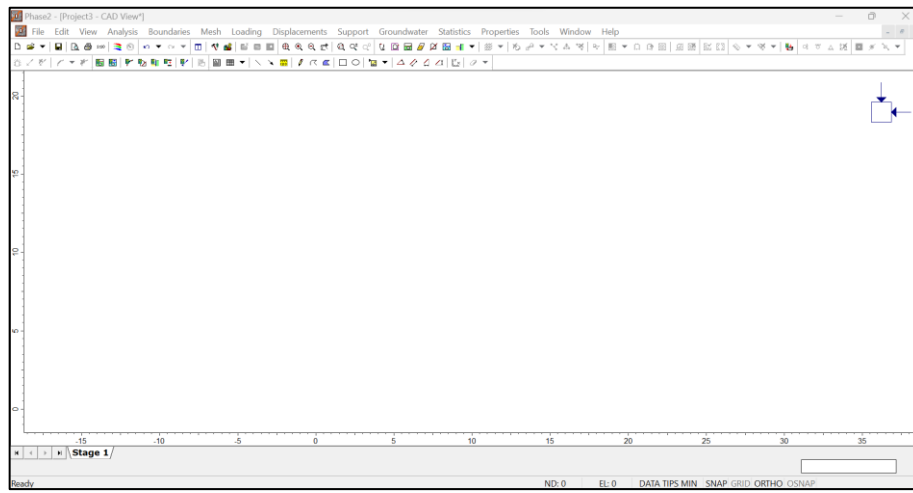 Phase2 - [Project3 - CAD View*]
File Edit View Analysis Boundaries Mesh Loading Displacements Support Groundwater Statistics Properties Tools Window Help
20
15
10
5
0
-15 -10 -5 0 5 10 15 20 25 30 35
Stage 1
Ready ND: 0 EL: 0 DATA TIPS MIN SNAP GRID ORTHO OSNAP